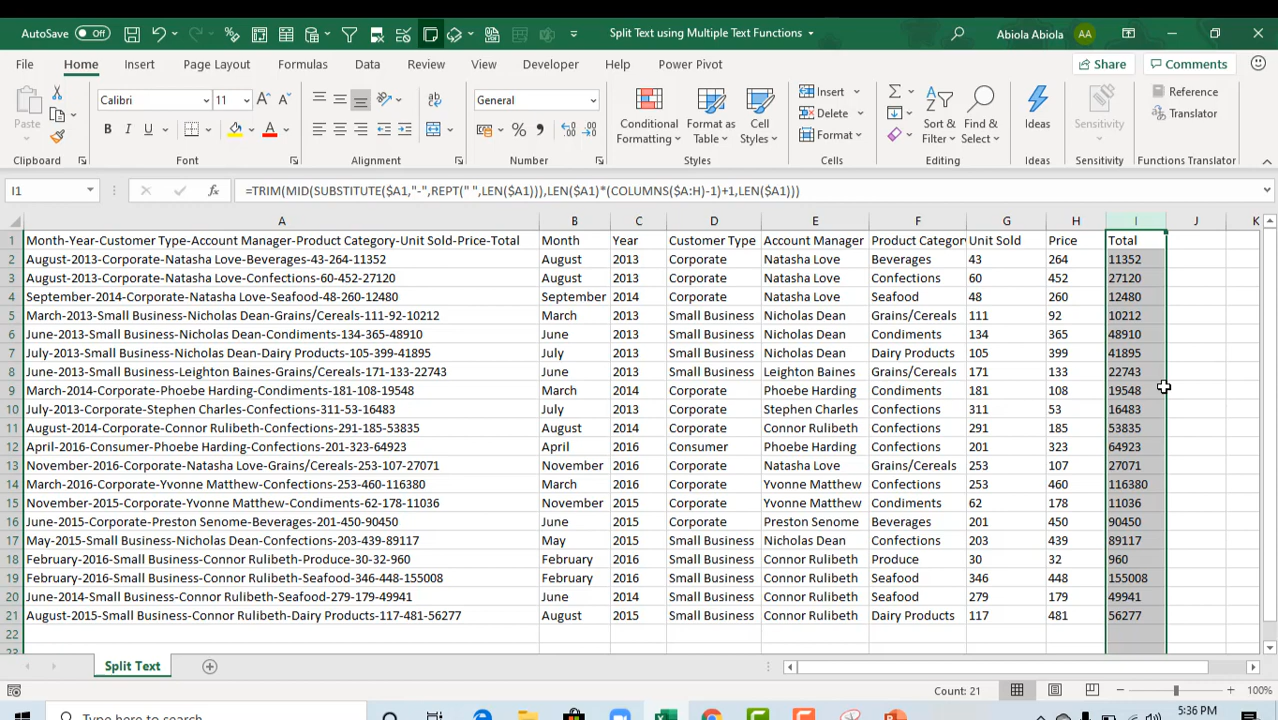 AutoSave Off Split Text using Multiple Text Functions Abiola Abiola AA
File Home Insert Page Layout Formulas Data Review View Developer Help Power Pivot Share Comments
Paste Calibri 11 General Conditional Formatting Format as Table Cell Styles Insert Delete Format Sort & Filter Find & Select Ideas Sensitivity Reference Translator
Clipboard Font Alignment Number Styles Cells Editing Ideas Sensitivity Functions Translator
I1 fx =TRIM(MID(SUBSTITUTE($A1,"-",REPT(" ",LEN($A1))),LEN($A1)*(COLUMNS($A:H)-1)+1,LEN($A1)))
A B C D E F G H I J K
1 Month-Year-Customer Type-Account Manager-Product Category-Unit Sold-Price-Total Month Year Customer Type Account Manager Product Categor Unit Sold Price Total
2 August-2013-Corporate-Natasha Love-Beverages-43-264-11352 August 2013 Corporate Natasha Love Beverages 43 264 11352
3 August-2013-Corporate-Natasha Love-Confections-60-452-27120 August 2013 Corporate Natasha Love Confections 60 452 27120
4 September-2014-Corporate-Natasha Love-Seafood-48-260-12480 September 2014 Corporate Natasha Love Seafood 48 260 12480
5 March-2013-Small Business-Nicholas Dean-Grains/Cereals-111-92-10212 March 2013 Small Business Nicholas Dean Grains/Cereals 111 92 10212
6 June-2013-Small Business-Nicholas Dean-Condiments-134-365-48910 June 2013 Small Business Nicholas Dean Condiments 134 365 48910
7 July-2013-Small Business-Nicholas Dean-Dairy Products-105-399-41895 July 2013 Small Business Nicholas Dean Dairy Products 105 399 41895
8 June-2013-Small Business-Leighton Baines-Grains/Cereals-171-133-22743 June 2013 Small Business Leighton Baines Grains/Cereals 171 133 22743
9 March-2014-Corporate-Phoebe Harding-Condiments-181-108-19548 March 2014 Corporate Phoebe Harding Condiments 181 108 19548
10 July-2013-Corporate-Stephen Charles-Confections-311-53-16483 July 2013 Corporate Stephen Charles Confections 311 53 16483
11 August-2014-Corporate-Connor Rulibeth-Confections-291-185-53835 August 2014 Corporate Connor Rulibeth Confections 291 185 53835
12 April-2016-Consumer-Phoebe Harding-Confections-201-323-64923 April 2016 Consumer Phoebe Harding Confections 201 323 64923
13 November-2016-Corporate-Natasha Love-Grains/Cereals-253-107-27071 November 2016 Corporate Natasha Love Grains/Cereals 253 107 27071
14 March-2016-Corporate-Yvonne Matthew-Confections-253-460-116380 March 2016 Corporate Yvonne Matthew Confections 253 460 116380
15 November-2015-Corporate-Yvonne Matthew-Condiments-62-178-11036 November 2015 Corporate Yvonne Matthew Condiments 62 178 11036
16 June-2015-Corporate-Preston Senome-Beverages-201-450-90450 June 2015 Corporate Preston Senome Beverages 201 450 90450
17 May-2015-Small Business-Nicholas Dean-Confections-203-439-89117 May 2015 Small Business Nicholas Dean Confections 203 439 89117
18 February-2016-Small Business-Connor Rulibeth-Produce-30-32-960 February 2016 Small Business Connor Rulibeth Produce 30 32 960
19 February-2016-Small Business-Connor Rulibeth-Seafood-346-448-155008 February 2016 Small Business Connor Rulibeth Seafood 346 448 155008
20 June-2014-Small Business-Connor Rulibeth-Seafood-279-179-49941 June 2014 Small Business Connor Rulibeth Seafood 279 179 49941
21 August-2015-Small Business-Connor Rulibeth-Dairy Products-117-481-56277 August 2015 Small Business Connor Rulibeth Dairy Products 117 481 56277
22
23
Split Text
Count: 21 100%
Type here to search 5:36 PM